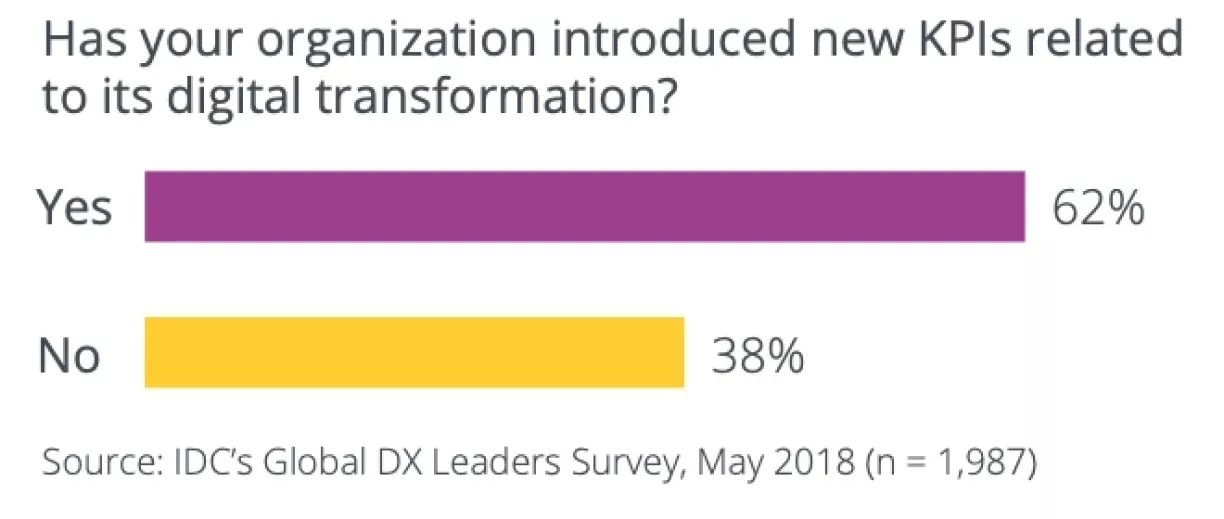 Has your organization introduced new KPIs related
to its digital transformation?
Yes 62%
No 38%
Source: IDC’s Global DX Leaders Survey, May 2018 (n = 1,987)